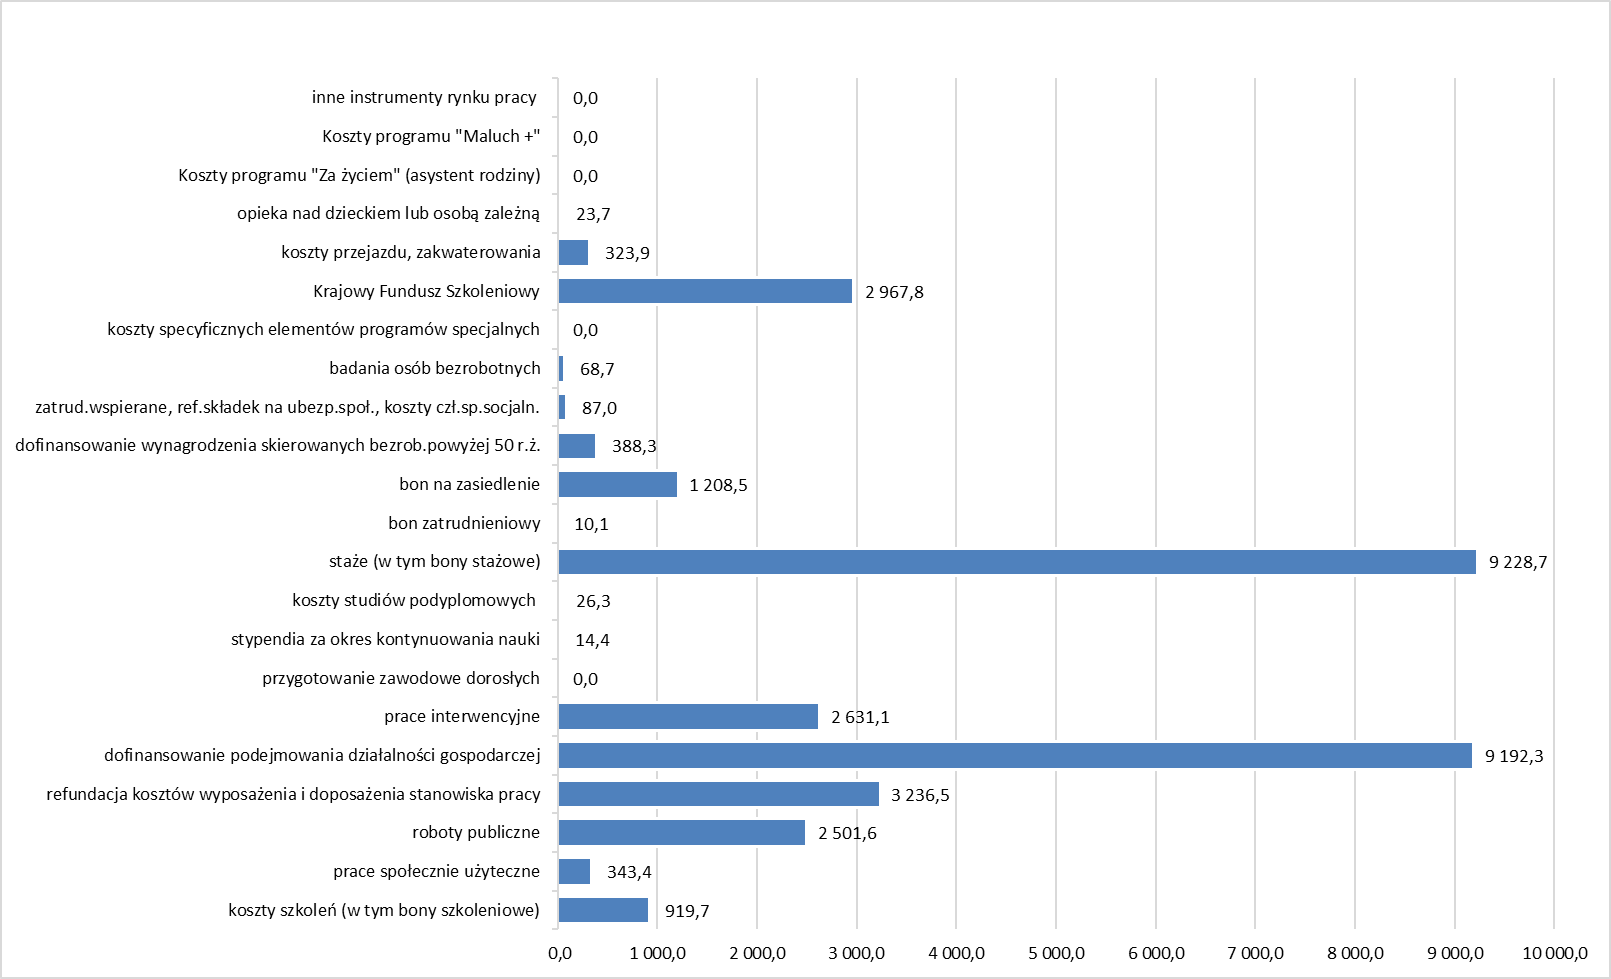 inne instrumenty rynku pracy 0,0
Koszty programu "Maluch +" 0,0
Koszty programu "Za życiem" (asystent rodziny) 0,0
opieka nad dzieckiem lub osobą zależną 23,7
koszty przejazdu, zakwaterowania 323,9
Krajowy Fundusz Szkoleniowy 2 967,8
koszty specyficznych elementów programów specjalnych 0,0
badania osób bezrobotnych 68,7
zatrud.wspierane, ref.składek na ubezp.społ., koszty czł.sp.socjaln. 87,0
dofinansowanie wynagrodzenia skierowanych bezrob.powyżej 50 r.ż. 388,3
bon na zasiedlenie 1 208,5
bon zatrudnieniowy 10,1
staże (w tym bony stażowe) 9 228,7
koszty studiów podyplomowych 26,3
stypendia za okres kontynuowania nauki 14,4
przygotowanie zawodowe dorosłych 0,0
prace interwencyjne 2 631,1
dofinansowanie podejmowania działalności gospodarczej 9 192,3
refundacja kosztów wyposażenia i doposażenia stanowiska pracy 3 236,5
roboty publiczne 2 501,6
prace społecznie użyteczne 343,4
koszty szkoleń (w tym bony szkoleniowe) 919,7
0,0 1 000,0 2 000,0 3 000,0 4 000,0 5 000,0 6 000,0 7 000,0 8 000,0 9 000,0 10 000,0